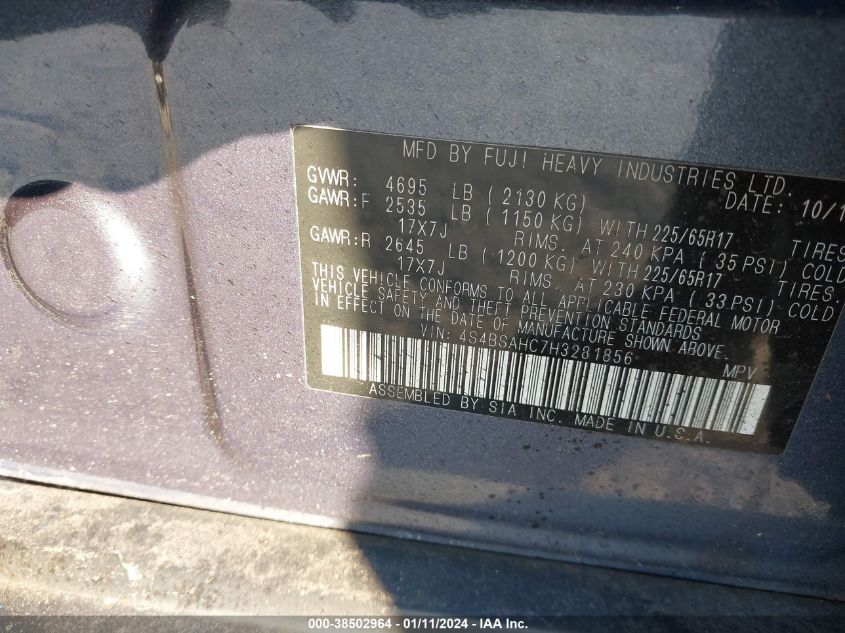 MFD BY FUJI HEAVY INDUSTRIES LTD.
GVWR: 4695 LB (2130 KG) DATE: 10/1
GAWR:F 2535 LB (1150 KG) WITH 225/65R17 TIRES
17X7J RIMS. AT 240 KPA (35 PSI) COLD
GAWR:R 2645 LB (1200 KG) WITH 225/65R17 TIRES.
17X7J RIMS. AT 230 KPA (33 PSI) COLD
THIS VEHICLE CONFORMS TO ALL APPLICABLE FEDERAL MOTOR
VEHICLE SAFETY AND THEFT PREVENTION STANDARDS
IN EFFECT ON THE DATE OF MANUFACTURE SHOWN ABOVE.
VIN: 4S4BSAHC7H3281856 MPV
ASSEMBLED BY SIA INC. MADE IN U.S.A.
000-38502964 - 01/11/2024 - IAA Inc.